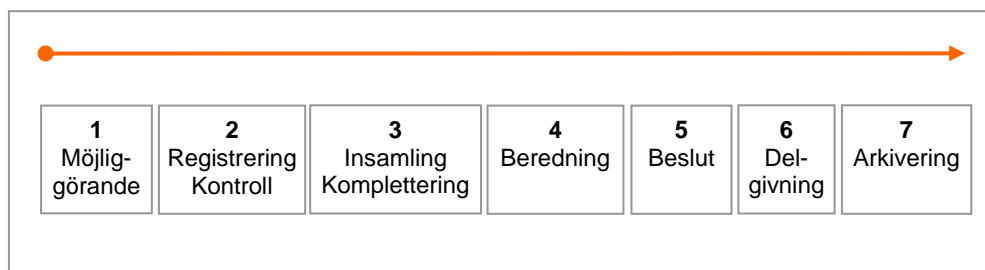 1
Möjlig-
görande
2
Registrering
Kontroll
3
Insamling
Komplettering
4
Beredning
5
Beslut
6
Del-
givning
7
Arkivering